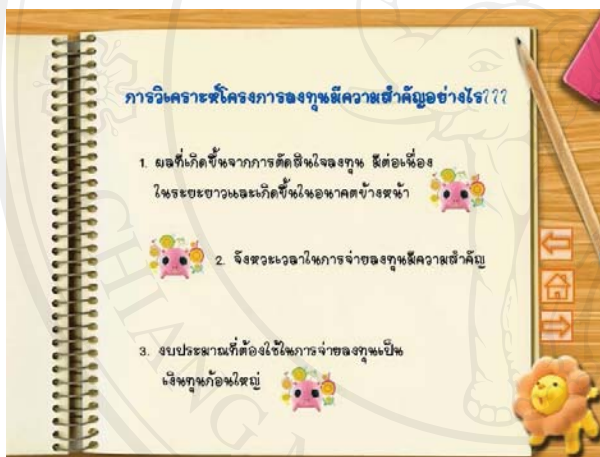 การวิเคราะห์โครงการลงทุนมีความสำคัญอย่างไร???
1. ผลที่เกิดขึ้นจากการตัดสินใจลงทุน มีต่อเนื่อง
ในระยะยาวและเกิดขึ้นในอนาคตข้างหน้า
2. จังหวะเวลาในการจ่ายลงทุนมีความสำคัญ
3. งบประมาณที่ต้องใช้ในการจ่ายลงทุนเป็น
เงินทุนก้อนใหญ่
CHIANG MA